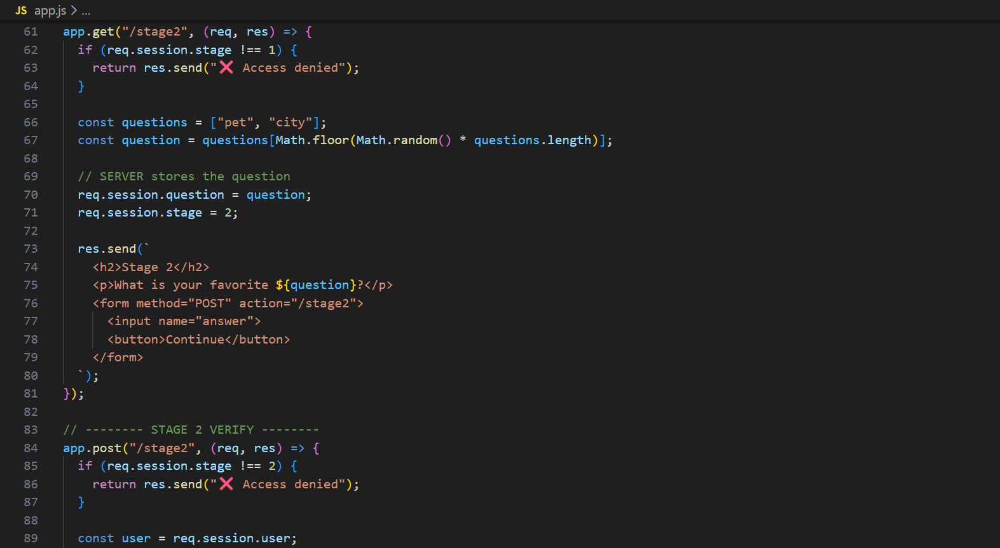 JS app.js > ...
61 app.get("/stage2", (req, res) => {
62   if (req.session.stage !== 1) {
63     return res.send("❌ Access denied");
64   }
65
66   const questions = ["pet", "city"];
67   const question = questions[Math.floor(Math.random() * questions.length)];
68
69   // SERVER stores the question
70   req.session.question = question;
71   req.session.stage = 2;
72
73   res.send(`
74     <h2>Stage 2</h2>
75     <p>What is your favorite ${question}?</p>
76     <form method="POST" action="/stage2">
77       <input name="answer">
78       <button>Continue</button>
79     </form>
80   `);
81 });
82
83 // -------- STAGE 2 VERIFY --------
84 app.post("/stage2", (req, res) => {
85   if (req.session.stage !== 2) {
86     return res.send("❌ Access denied");
87   }
88
89   const user = req.session.user;